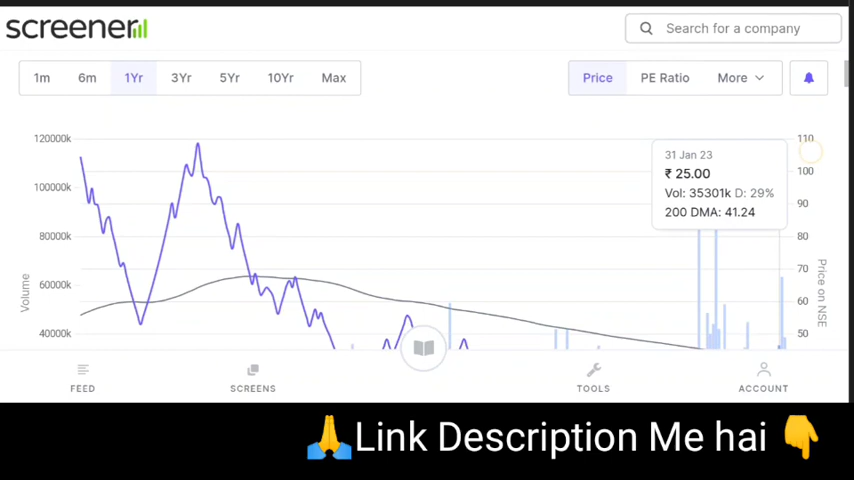 screener
Search for a company
1m 6m 1Yr 3Yr 5Yr 10Yr Max
Price PE Ratio More
120000k
100000k
80000k
60000k
40000k
Volume
31 Jan 23
₹ 25.00
Vol: 35301k D: 29%
200 DMA: 41.24
110
100
90
80
70
60
50
Price on NSE
FEED SCREENS TOOLS ACCOUNT
🙏Link Description Me hai 👇